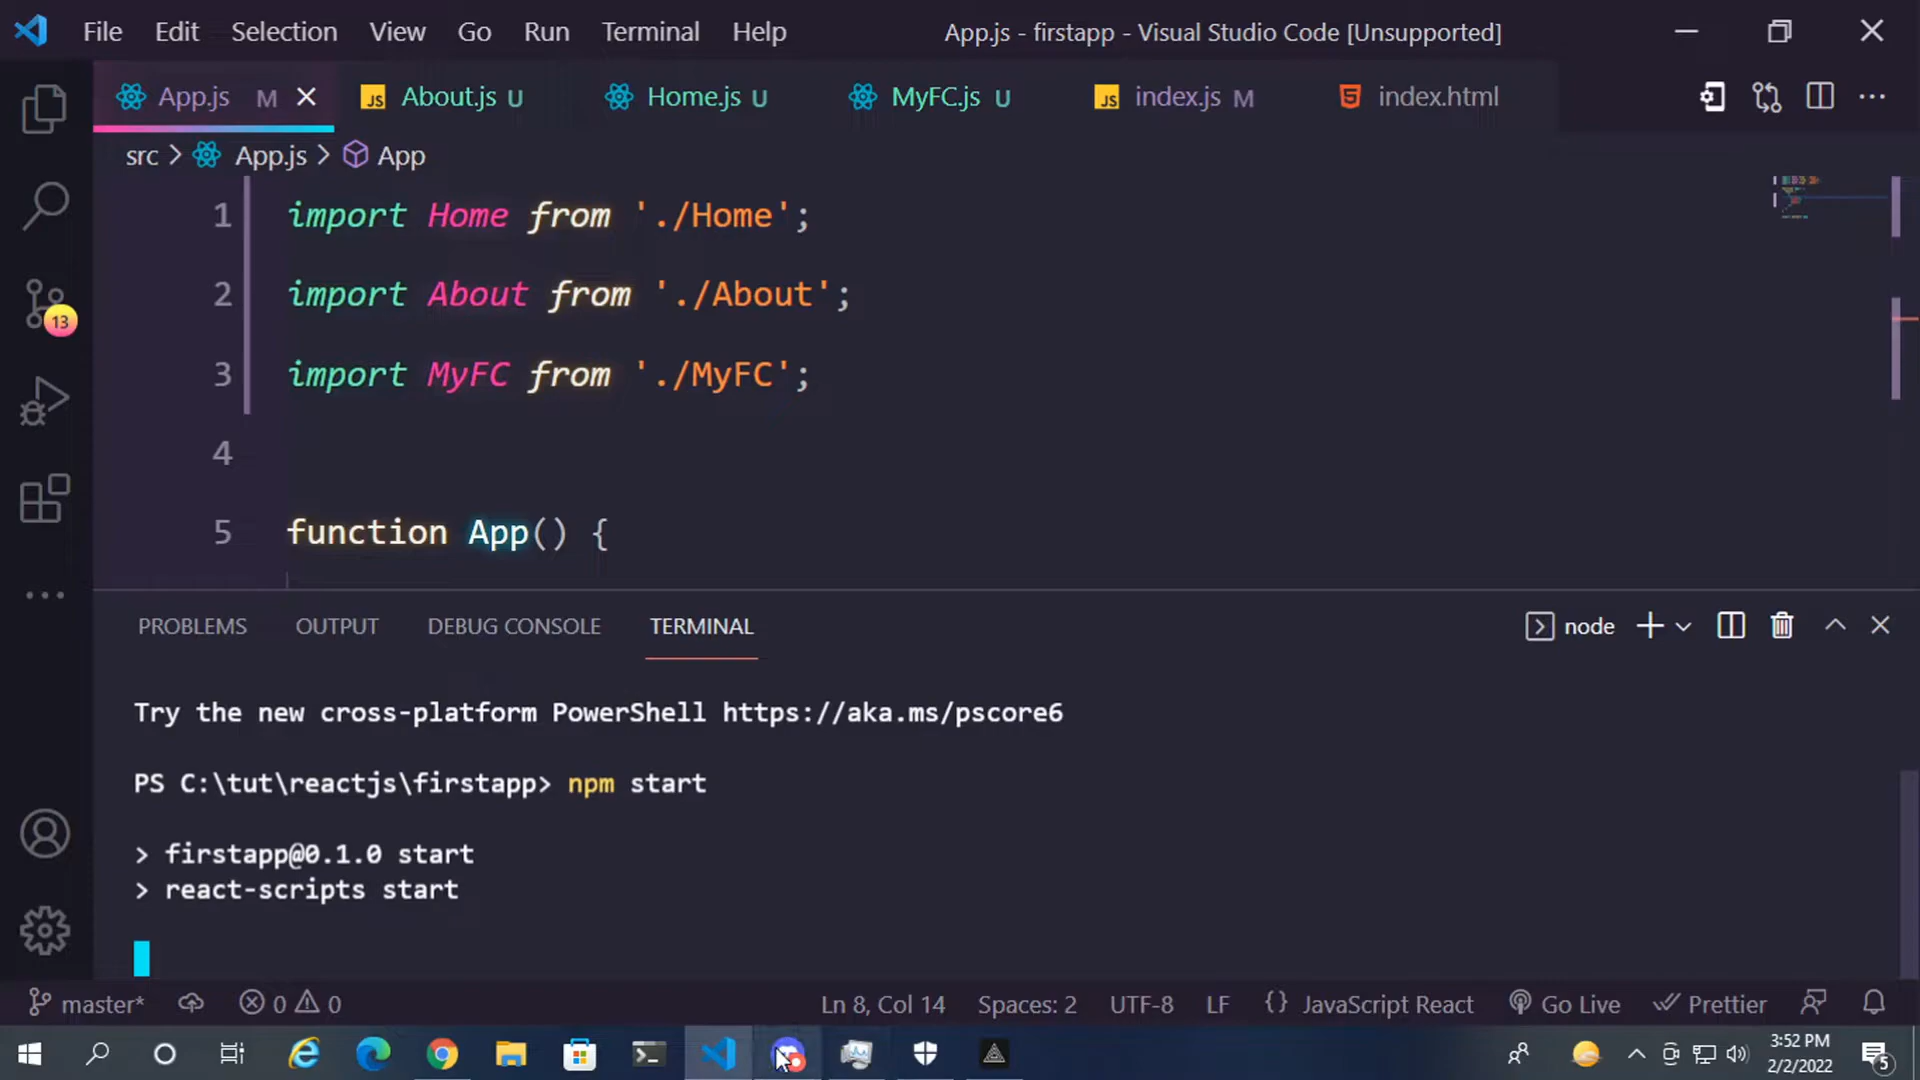 File Edit Selection View Go Run Terminal Help App.js - firstapp - Visual Studio Code [Unsupported]
App.js M JS About.js U Home.js U MyFC.js U JS index.js M 5 index.html
src > App.js > App
1 import Home from './Home';
2 import About from './About';
3 import MyFC from './MyFC';
4
5 function App() {
13
PROBLEMS OUTPUT DEBUG CONSOLE TERMINAL node
Try the new cross-platform PowerShell https://aka.ms/pscore6
PS C:\tut\reactjs\firstapp> npm start
> firstapp@0.1.0 start
> react-scripts start
master* 0 0 Ln 8, Col 14 Spaces: 2 UTF-8 LF {} JavaScript React Go Live Prettier
3:52 PM
2/2/2022
5